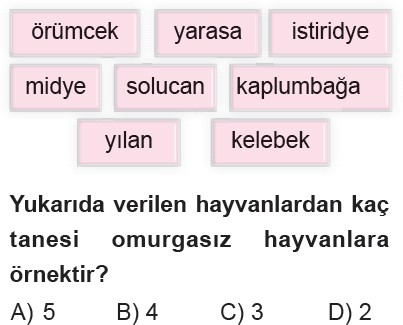 örümcek yarasa istiridye
midye solucan kaplumbağa
yılan kelebek
Yukarıda verilen hayvanlardan kaç
tanesi omurgasız hayvanlara
örnektir?
A) 5 B) 4 C) 3 D) 2